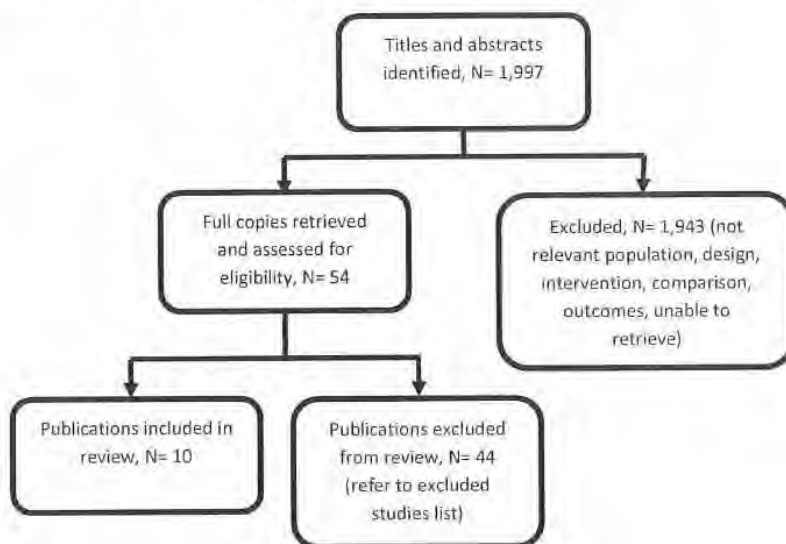 Titles and abstracts
identified, N= 1,997
Full copies retrieved
and assessed for
eligibility, N= 54
Excluded, N= 1,943 (not
relevant population, design,
intervention, comparison,
outcomes, unable to
retrieve)
Publications included in
review, N= 10
Publications excluded
from review, N= 44
(refer to excluded
studies list)